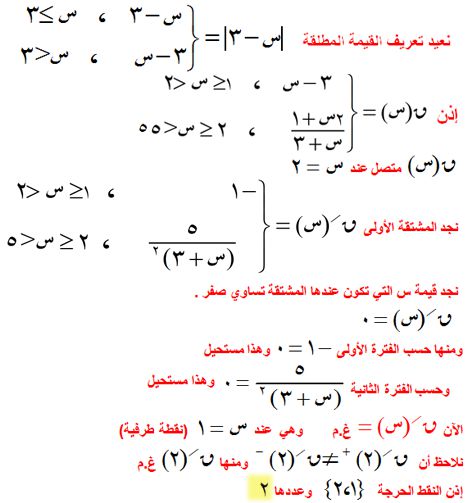 نعيد تعريف القيمة المطلقة |س−٣| = { س−٣ ، س≥٣
٣−س ، س<٣
إذن ق(س) = { ٣−س ، ١≤س<٢
٢س+١ / س+٣ ، ٢≤س<٥٥
ق(س) متصل عند س = ٢
نجد المشتقة الأولى ق′(س) = { −١ ، ١≤س<٢
٥ / (س+٣)^٢ ، ٢≤س<٥
نجد قيمة س التي تكون عندها المشتقة تساوي صفر .
ق′(س) = ٠
ومنها حسب الفترة الأولى −١ = ٠ وهذا مستحيل
وحسب الفترة الثانية ٥ / (س+٣)^٢ = ٠ وهذا مستحيل
الآن ق′(س) = غ.م وهي عند س = ١ (نقطة طرفية)
نلاحظ أن ق′(٢)^+ ≠ ق′(٢)^− ومنها ق′(٢) غ.م
إذن النقط الحرجة {١،٢} وعددها ٢